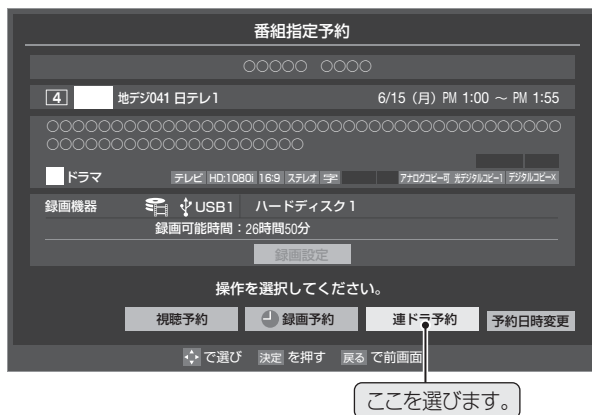 番組指定予約
○○○○○ ○○○○
4 地デジ041 日テレ1 6/15（月）PM 1:00 ～ PM 1:55
○○○○○○○○○○○○○○○○○○○○○○○○○○○○○○
○○○○○○○○○○○○○○○
ドラマ テレビ HD:1080i 16:9 ステレオ 字 アナログコピー可 光デジタルコピー1 デジタルコピー×
録画機器 USB1 ハードディスク1
録画可能時間：26時間50分
録画設定
操作を選択してください。
視聴予約 録画予約 連ドラ予約 予約日時変更
で選び 決定 を押す 戻る で前画面
ここを選びます。